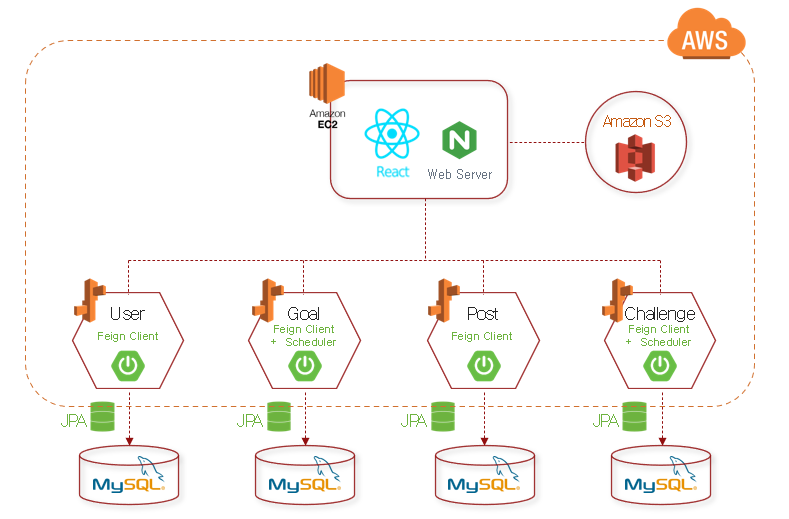 AWS
Amazon
EC2
React
Web Server
Amazon S3
User
Feign Client
Goal
Feign Client
+ Scheduler
Post
Feign Client
Challenge
Feign Client
+ Scheduler
JPA
JPA
JPA
JPA
MySQL®
MySQL®
MySQL®
MySQL®